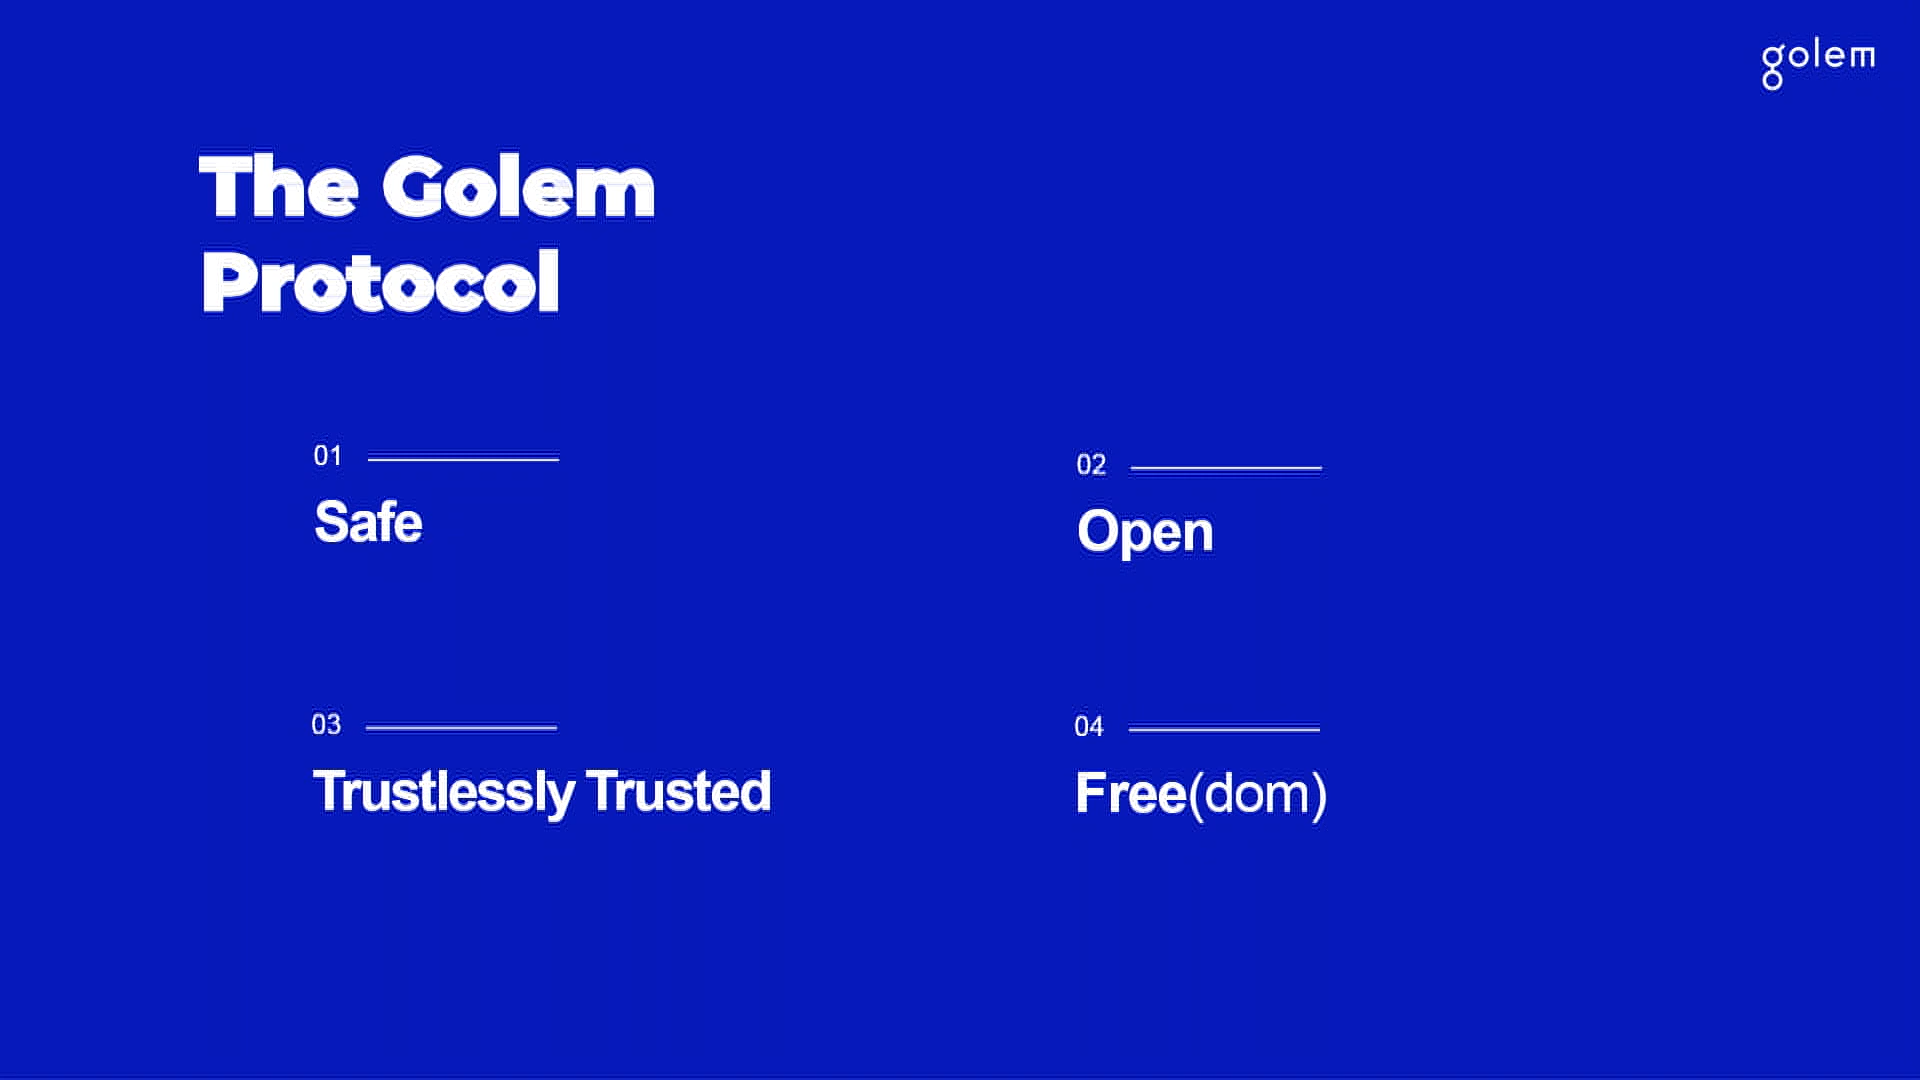 golem
The Golem
Protocol
01
Safe
02
Open
03
Trustlessly Trusted
04
Free(dom)